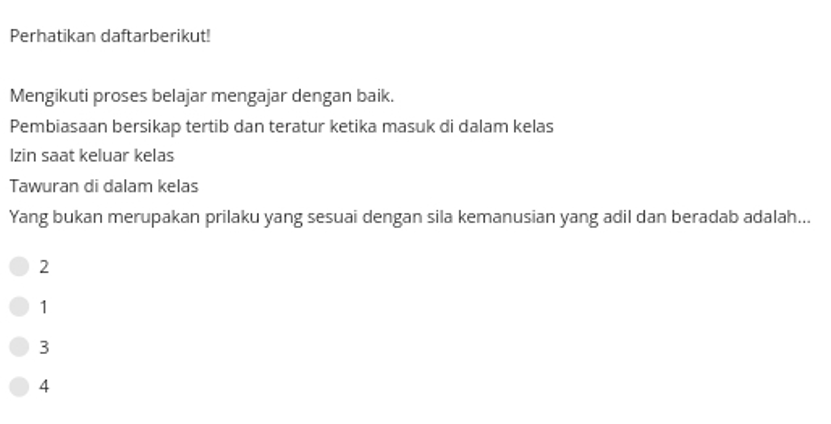 Perhatikan daftarberikut!
Mengikuti proses belajar mengajar dengan baik.
Pembiasaan bersikap tertib dan teratur ketika masuk di dalam kelas
Izin saat keluar kelas
Tawuran di dalam kelas
Yang bukan merupakan prilaku yang sesuai dengan sila kemanusian yang adil dan beradab adalah...
2
1
3
4